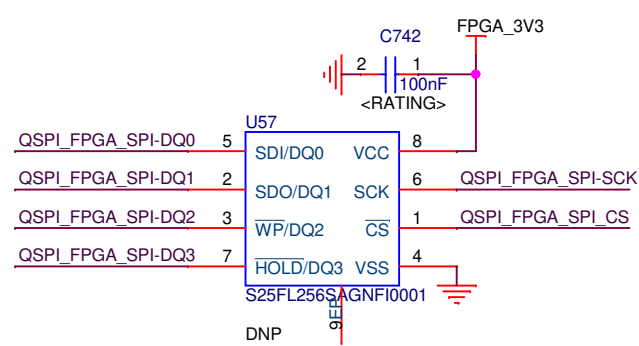 FPGA_3V3
C742
2 1
100nF
<RATING>
U57
QSPI_FPGA_SPI-DQ0 5 SDI/DQ0 VCC 8
QSPI_FPGA_SPI-DQ1 2 SDO/DQ1 SCK 6 QSPI_FPGA_SPI-SCK
QSPI_FPGA_SPI-DQ2 3 WP/DQ2 CS 1 QSPI_FPGA_SPI_CS
QSPI_FPGA_SPI-DQ3 7 HOLD/DQ3 VSS 4
S25FL256SAGNFI0001
9 EP
DNP